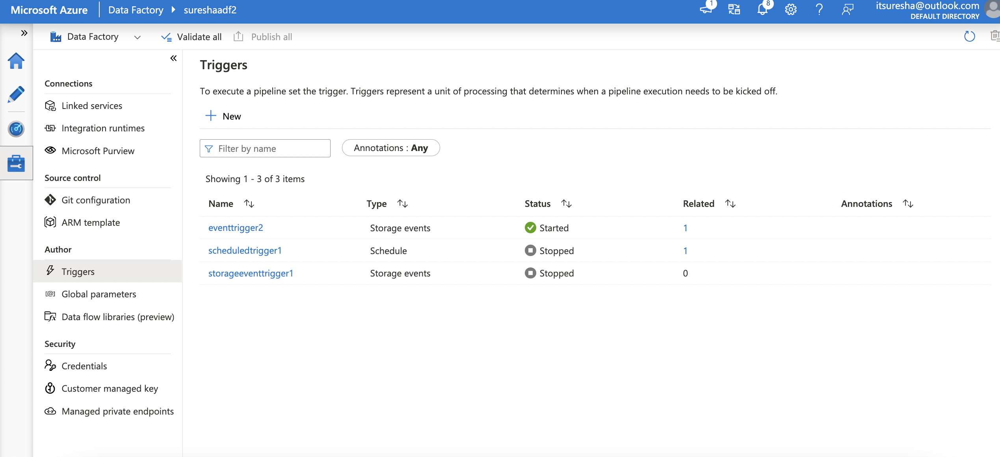 Microsoft Azure Data Factory sureshaadf2 1 8 itsuresha@outlook.com
DEFAULT DIRECTORY
Data Factory Validate all Publish all
Connections
Linked services
Integration runtimes
Microsoft Purview
Source control
Git configuration
ARM template
Author
Triggers
Global parameters
Data flow libraries (preview)
Security
Credentials
Customer managed key
Managed private endpoints
Triggers
To execute a pipeline set the trigger. Triggers represent a unit of processing that determines when a pipeline execution needs to be kicked off.
New
Filter by name Annotations : Any
Showing 1 - 3 of 3 items
Name Type Status Related Annotations
eventtrigger2 Storage events Started 1
scheduledtrigger1 Schedule Stopped 1
storageeventtrigger1 Storage events Stopped 0